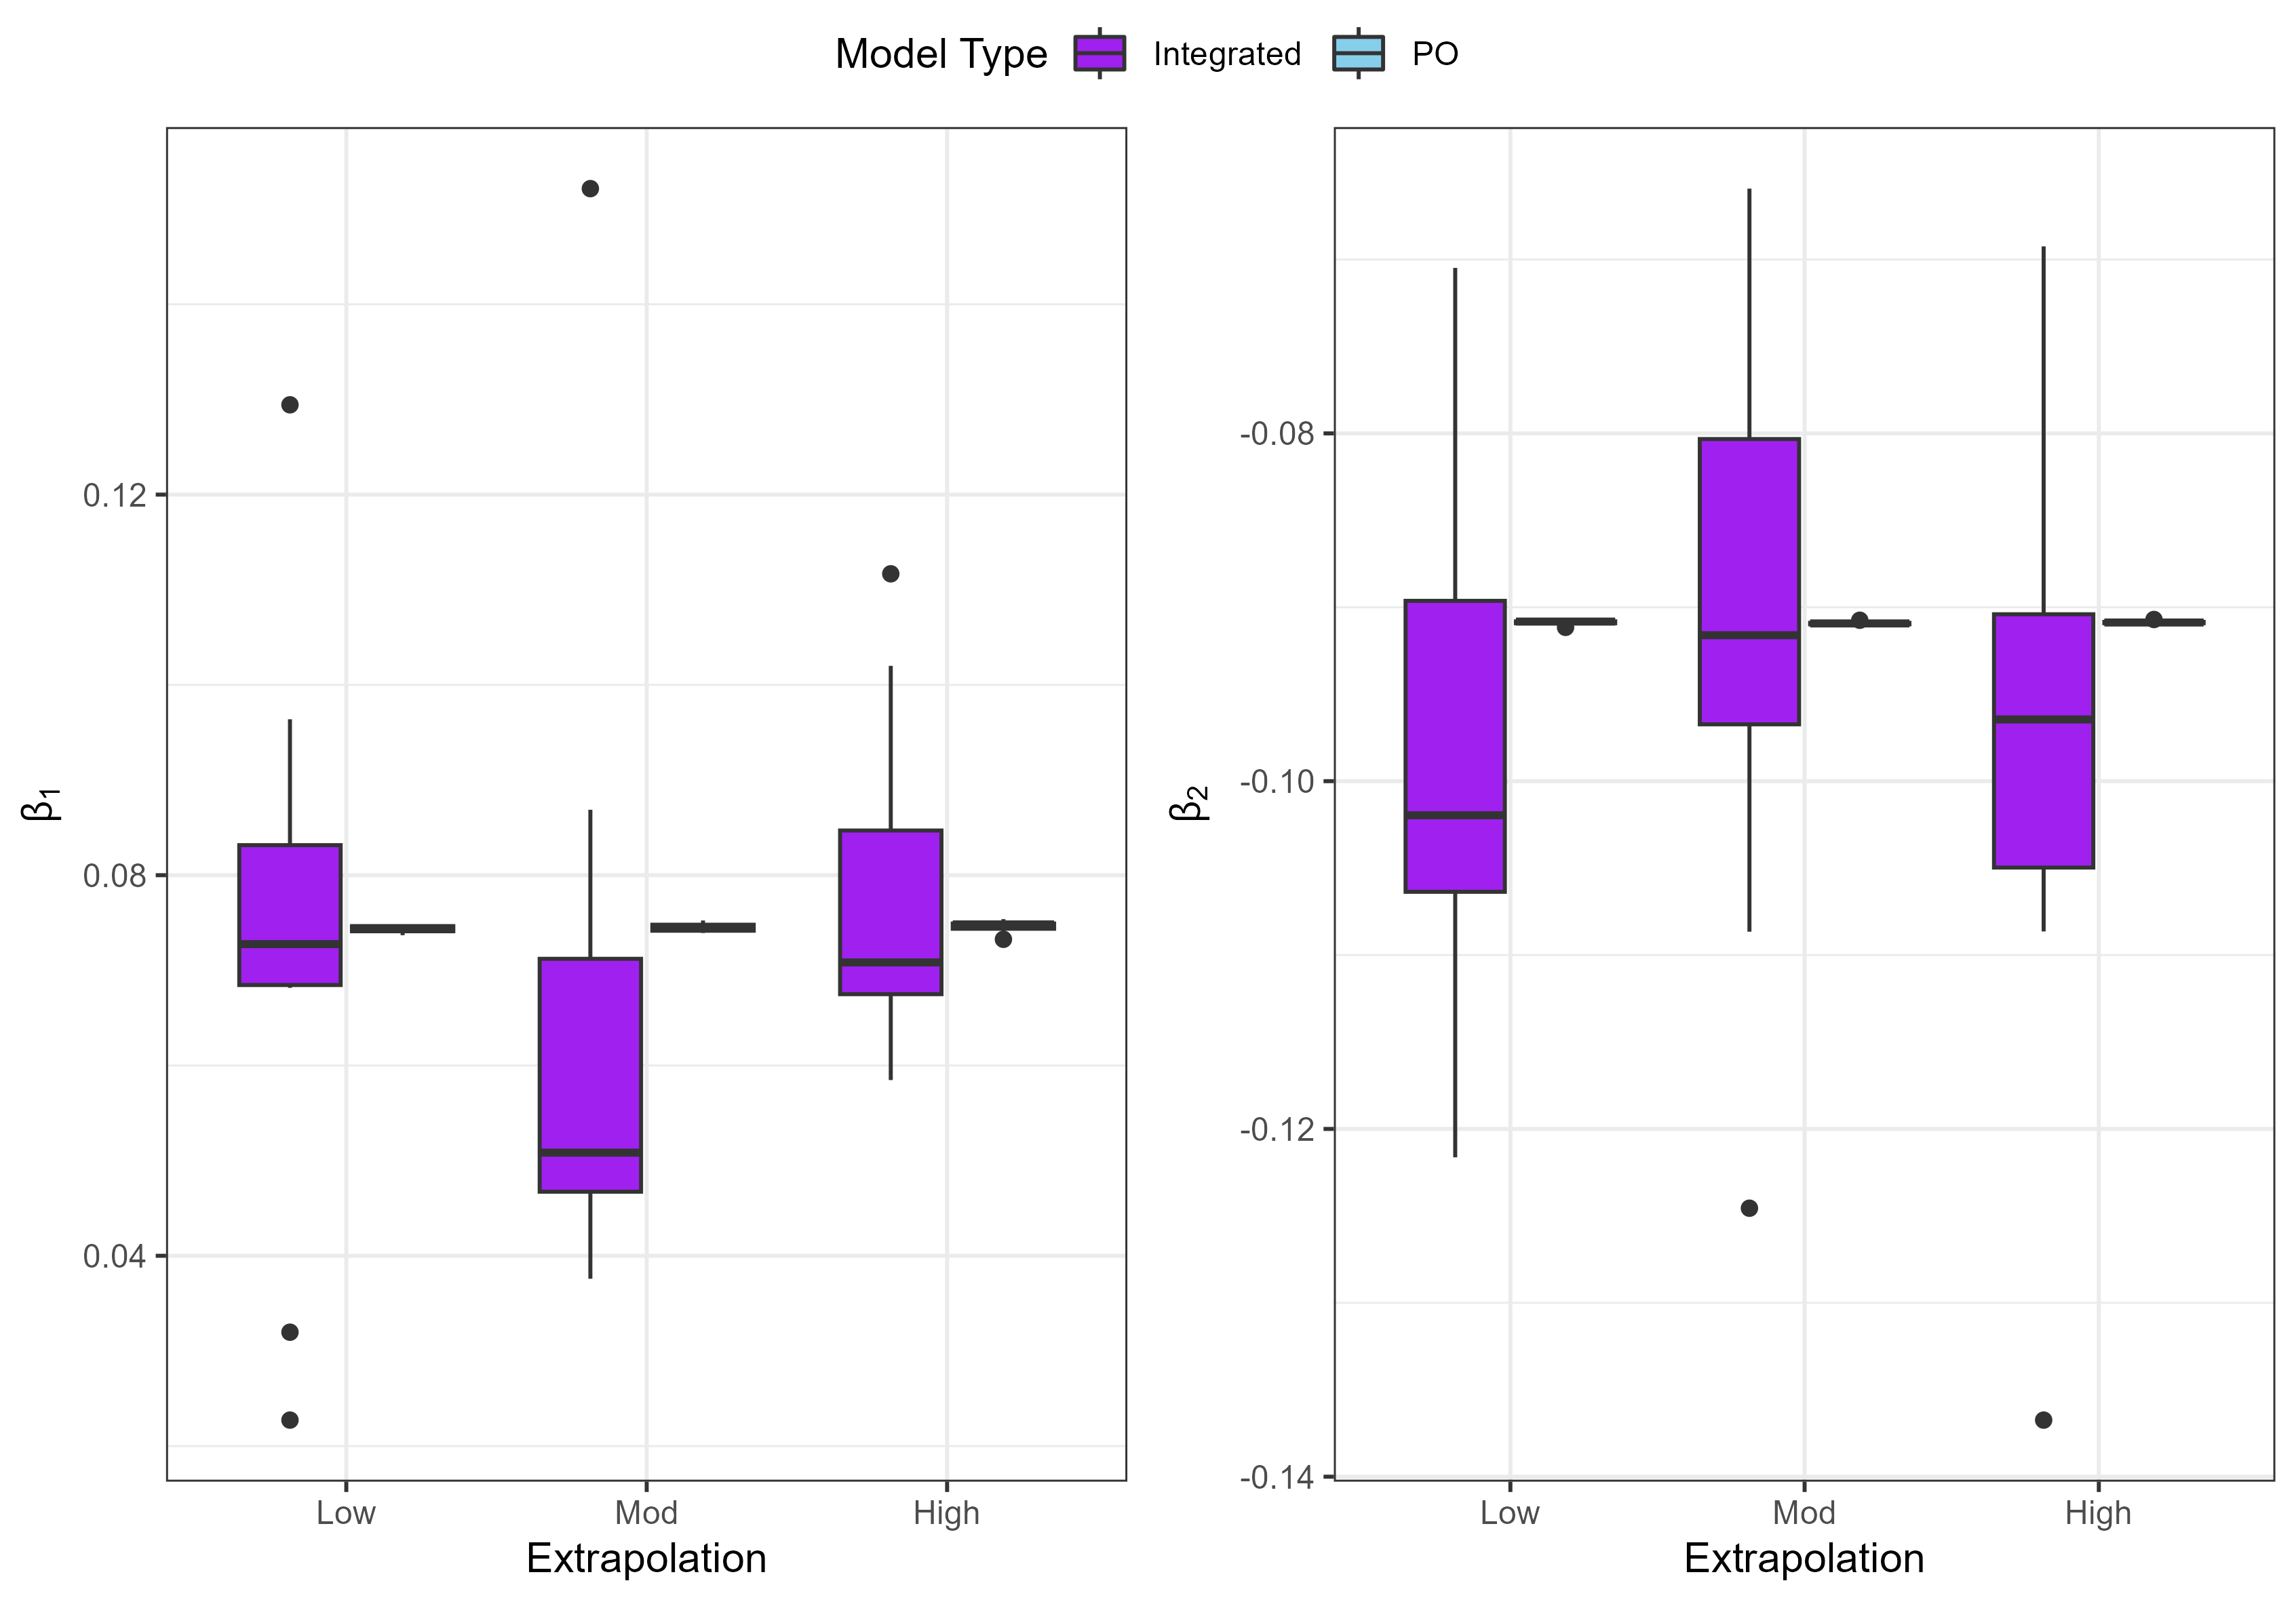 Model Type Integrated PO
β1
0.12
0.08
0.04
Low Mod High
Extrapolation
β2
-0.08
-0.10
-0.12
-0.14
Low Mod High
Extrapolation